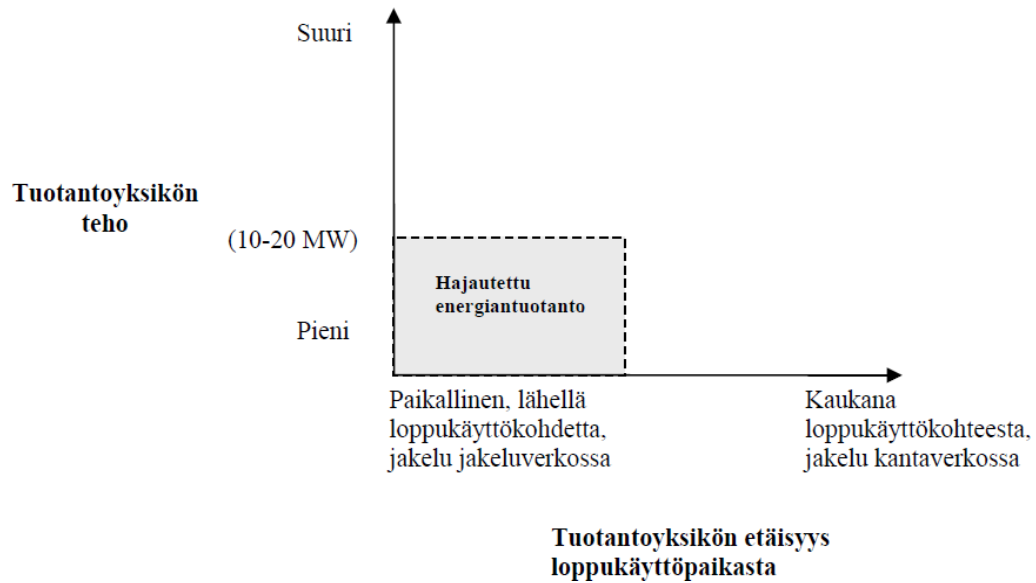 Suuri
Tuotantoyksikön
teho
(10-20 MW)
Hajautettu
energiantuotanto
Pieni
Paikallinen, lähellä
loppukäyttökohdetta,
jakelu jakeluverkossa
Kaukana
loppukäyttökohteesta,
jakelu kantaverkossa
Tuotantoyksikön etäisyys
loppukäyttöpaikasta